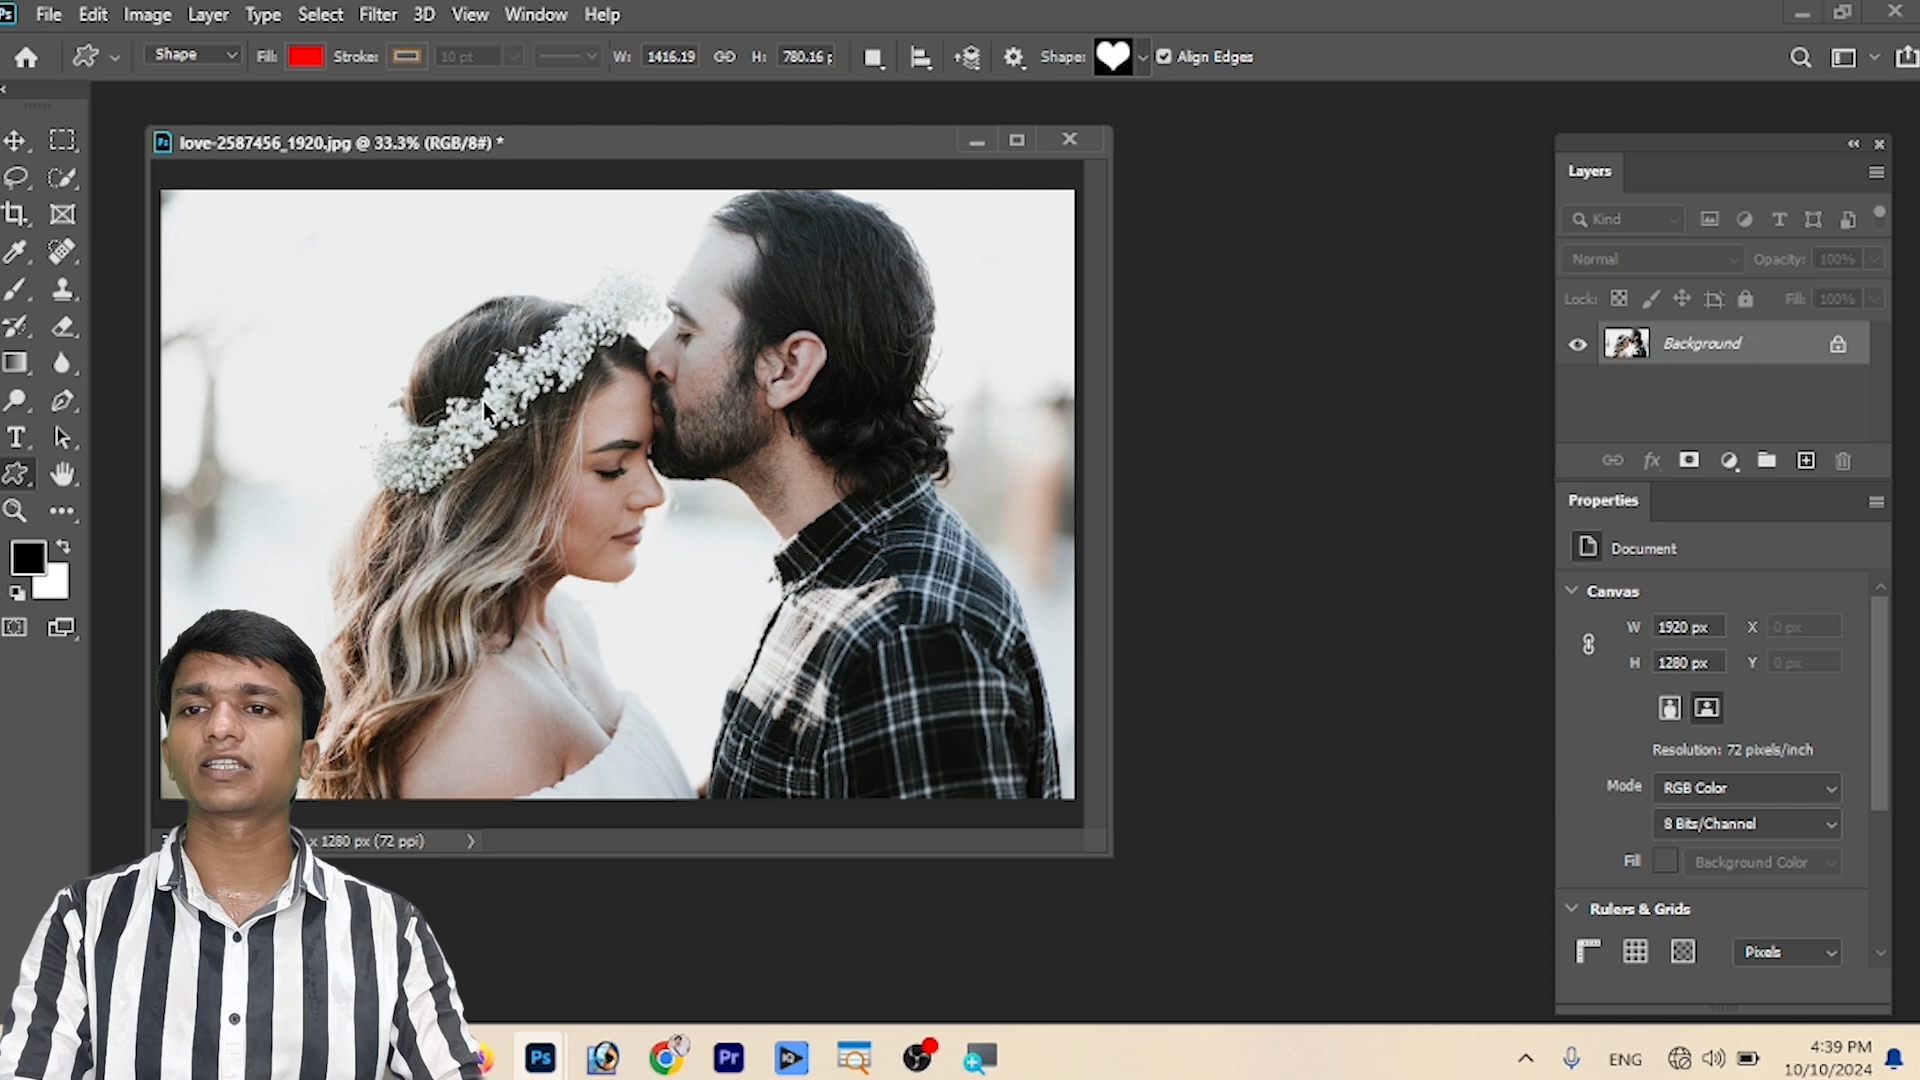 Ps File Edit Image Layer Type Select Filter 3D View Window Help
Shape Fill: Stroke: 10 pt W: 1416.19 H: 780.16 p Shape: Align Edges
Ps love-2587456_1920.jpg @ 33.3% (RGB/8#) *
Layers
Kind
Normal Opacity: 100%
Lock: Fill: 100%
Background
Properties
Document
Canvas
W 1920 px X 0 px
H 1280 px Y 0 px
Resolution: 72 pixels/inch
Mode RGB Color
8 Bits/Channel
Fill Background Color
x 1280 px (72 ppi)
Rulers & Grids
Pixels
Ps Pr
ENG
4:39 PM
10/10/2024